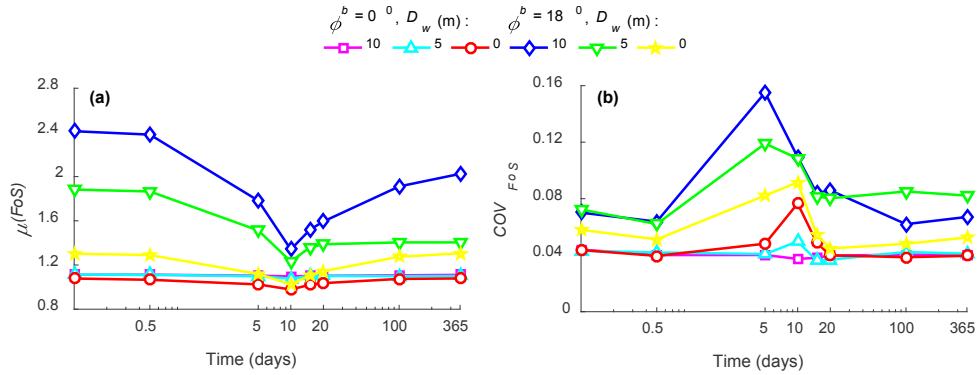 ϕ^b = 0 ^0 , D_w (m) : ϕ^b = 18 ^0 , D_w (m) :
10 5 0 10 5 0
(a)
2.8
2.4
2
1.6
1.2
0.8
μ(FoS)
0.5 5 10 20 100 365
Time (days)
(b)
0.16
0.12
0.08
0.04
0
COV_FoS
0.5 5 10 20 100 365
Time (days)